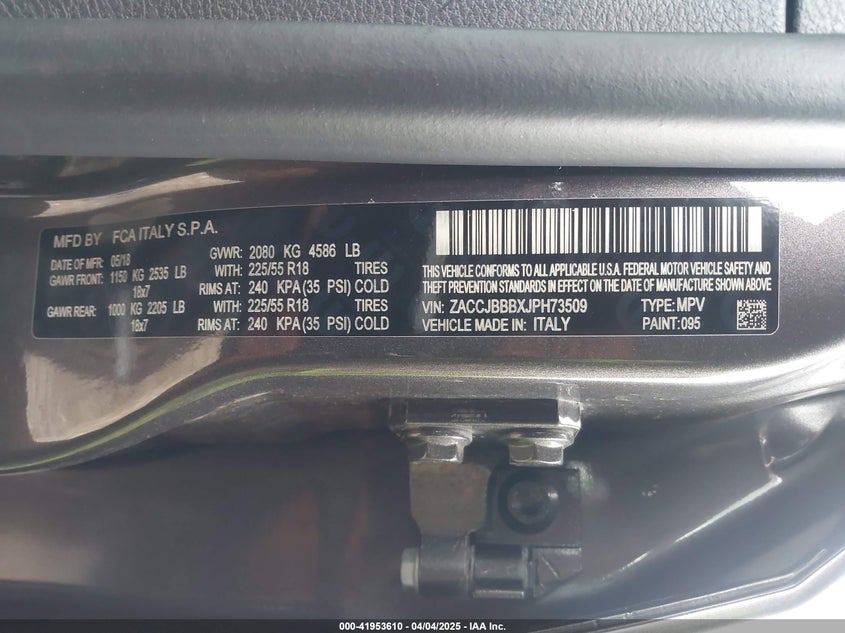 MFD BY FCA ITALY S.P.A.
DATE OF MFR: 05/18 GVWR: 2080 KG 4586 LB
GAWR FRONT: 1150 KG 2535 LB WITH: 225/55 R18 TIRES
18x7 RIMS AT: 240 KPA(35 PSI) COLD
GAWR REAR: 1000 KG 2205 LB WITH: 225/55 R18 TIRES
18x7 RIMS AT: 240 KPA(35 PSI) COLD
THIS VEHICLE CONFORMS TO ALL APPLICABLE U.S.A. FEDERAL MOTOR VEHICLE SAFETY AND
THEFT PREVENTION STANDARDS IN EFFECT ON THE DATE OF MANUFACTURE SHOWN ABOVE
VIN: ZACCJBBBXJPH73509 TYPE: MPV
VEHICLE MADE IN: ITALY PAINT: 095
000-41953610 - 04/04/2025 - IAA Inc.